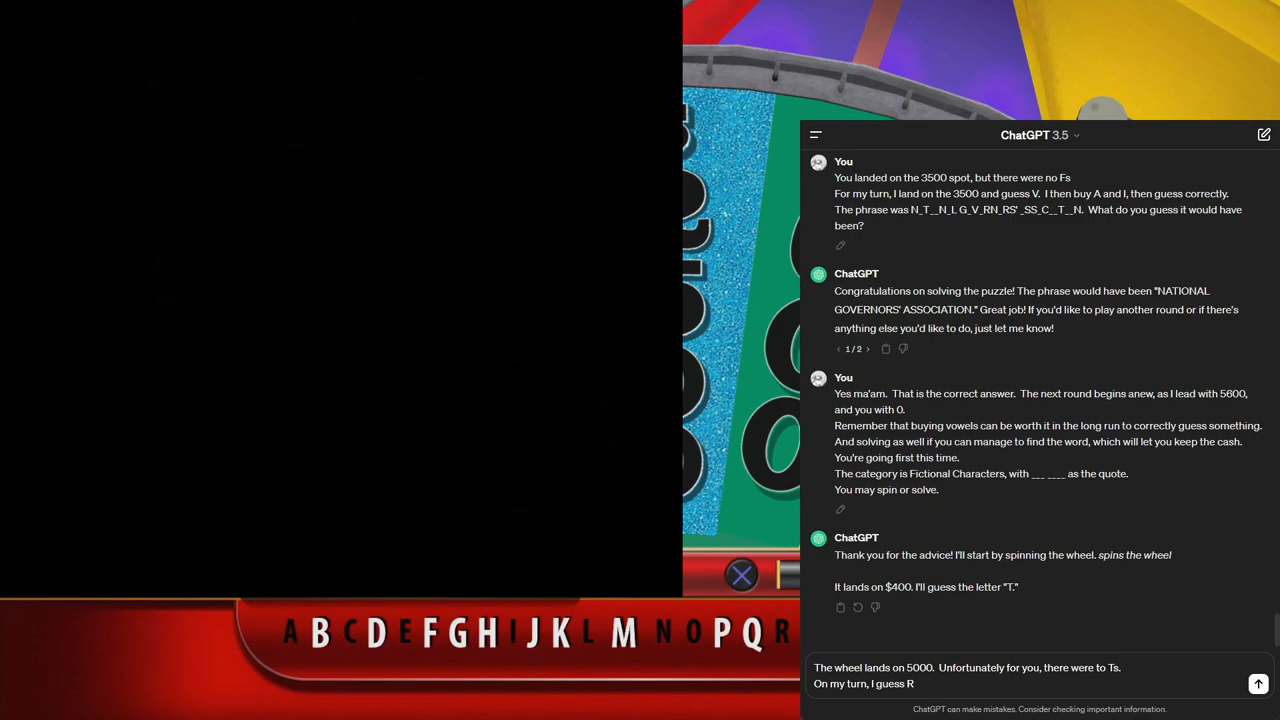 ChatGPT 3.5
You
You landed on the 3500 spot, but there were no Fs
For my turn, I land on the 3500 and guess V. I then buy A and I, then guess correctly.
The phrase was N_T__N_L G_V_RN_RS' _SS_C__T__N. What do you guess it would have
been?
ChatGPT
Congratulations on solving the puzzle! The phrase would have been "NATIONAL
GOVERNORS' ASSOCIATION." Great job! If you'd like to play another round or if there's
anything else you'd like to do, just let me know!
1/2
You
Yes ma'am. That is the correct answer. The next round begins anew, as I lead with 5600,
and you with 0.
Remember that buying vowels can be worth it in the long run to correctly guess something.
And solving as well if you can manage to find the word, which will let you keep the cash.
You're going first this time.
The category is Fictional Characters, with ___ ____ as the quote.
You may spin or solve.
ChatGPT
Thank you for the advice! I'll start by spinning the wheel. spins the wheel
It lands on $400. I'll guess the letter "T."
A B C D E F G H I J K L M N O P Q R
The wheel lands on 5000. Unfortunately for you, there were to Ts.
On my turn, I guess R
ChatGPT can make mistakes. Consider checking important information.